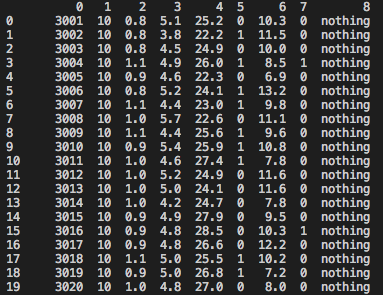 0 1 2 3 4 5 6 7 8
0 3001 10 0.8 5.1 25.2 0 10.3 0 nothing
1 3002 10 0.8 3.8 22.2 1 11.5 0 nothing
2 3003 10 0.8 4.5 24.9 0 10.0 0 nothing
3 3004 10 1.1 4.9 26.0 1 8.5 1 nothing
4 3005 10 0.9 4.6 22.3 0 6.9 0 nothing
5 3006 10 0.8 5.2 24.1 1 13.2 0 nothing
6 3007 10 1.1 4.4 23.0 1 9.8 0 nothing
7 3008 10 1.0 5.7 22.6 0 11.1 0 nothing
8 3009 10 1.1 4.4 25.6 1 9.6 0 nothing
9 3010 10 0.9 5.4 25.9 1 10.8 0 nothing
10 3011 10 1.0 4.6 27.4 1 7.8 0 nothing
11 3012 10 1.0 5.2 24.9 0 11.6 0 nothing
12 3013 10 1.0 5.0 24.1 0 11.6 0 nothing
13 3014 10 1.0 4.2 24.7 0 7.8 0 nothing
14 3015 10 0.9 4.9 27.9 0 9.5 0 nothing
15 3016 10 0.9 4.8 28.5 0 10.3 1 nothing
16 3017 10 0.9 4.8 26.6 0 12.2 0 nothing
17 3018 10 1.1 5.0 25.5 1 10.2 0 nothing
18 3019 10 0.9 5.0 26.8 1 7.2 0 nothing
19 3020 10 1.0 4.8 27.0 0 8.0 0 nothing